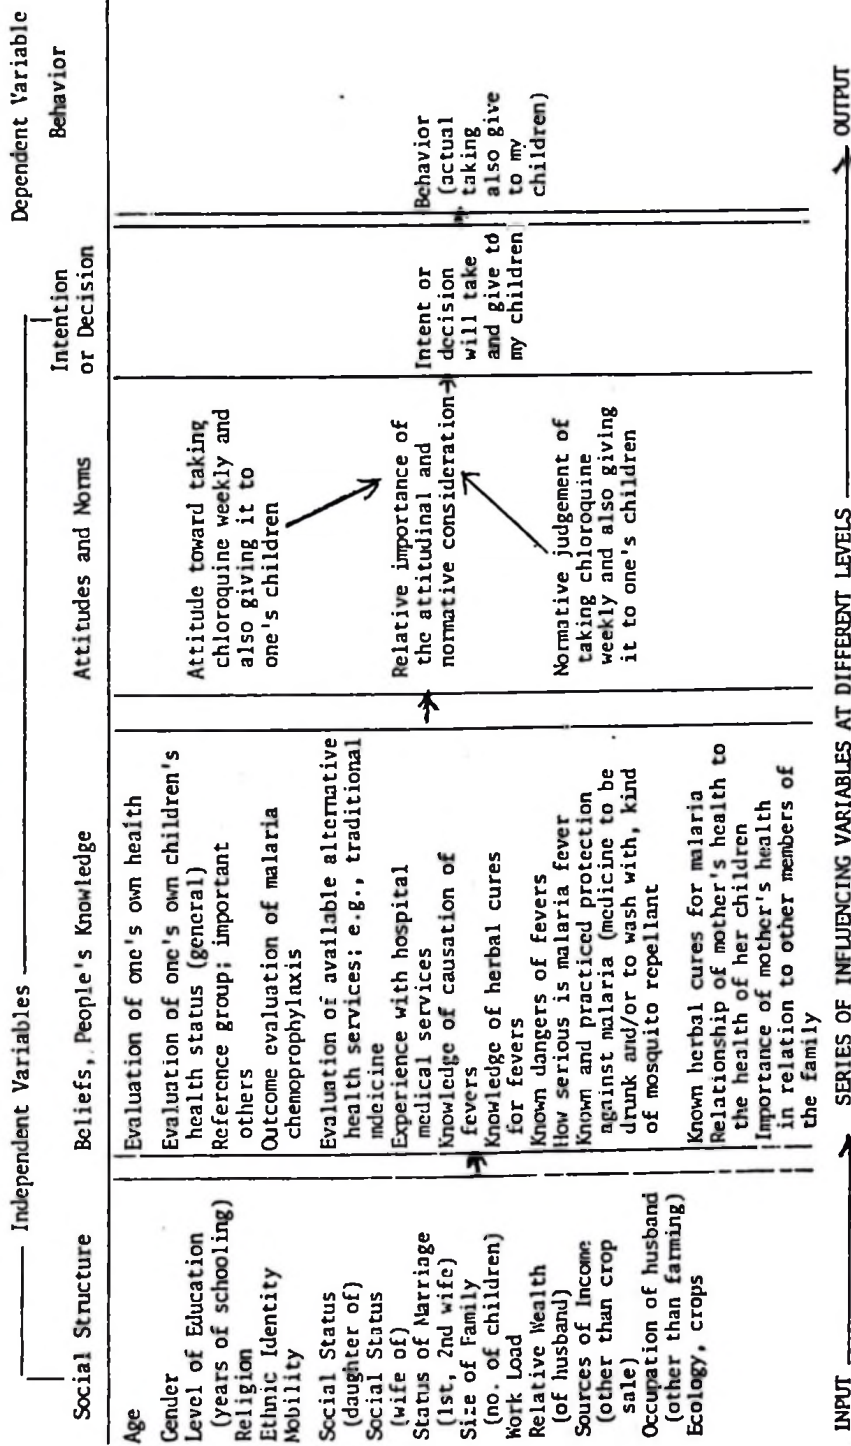 Independent Variables
Dependent Variable
Social Structure
Beliefs, People's Knowledge
Attitudes and Norms
Intention
or Decision
Behavior
Age
Gender
Level of Education
(years of schooling)
Religion
Ethnic Identity
Mobility
Social Status
(daughter of)
Social Status
(wife of)
Status of Marriage
(1st, 2nd wife)
Size of Family
(no. of children)
Work Load
Relative Wealth
(of husband)
Sources of Income
(other than crop
sale)
Occupation of husband
(other than farming)
Ecology, crops
Evaluation of one's own health
Evaluation of one's own children's
health status (general)
Reference group; important
others
Outcome evaluation of malaria
chemoprophylaxis
Evaluation of available alternative
health services; e.g., traditional
mdeicine
Experience with hospital
medical services
Knowledge of causation of
fevers
Knowledge of herbal cures
for fevers
Known dangers of fevers
How serious is malaria fever
Known and practiced protection
against malaria (medicine to be
drunk and/or to wash with, kind
of mosquito repellant
Known herbal cures for malaria
Relationship of mother's health to
the health of her children
Importance of mother's health
in relation to other members of
the family
Attitude toward taking
chloroquine weekly and
also giving it to
one's children
Relative importance of
the attitudinal and
normative consideration
Normative judgement of
taking chloroquine
weekly and also giving
it to one's children
Intent or
decision
will take
and give to
my children
Behavior
(actual
taking
also give
to my
children)
INPUT
SERIES OF INFLUENCING VARIABLES AT DIFFERENT LEVELS
OUTPUT